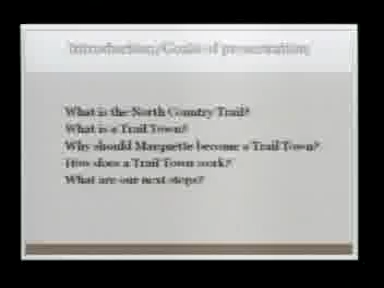 Introduction/Goals of presentation
What is the North Country Trail?
What is a Trail Town?
Why should Marquette become a Trail Town?
How does a Trail Town work?
What are our next steps?